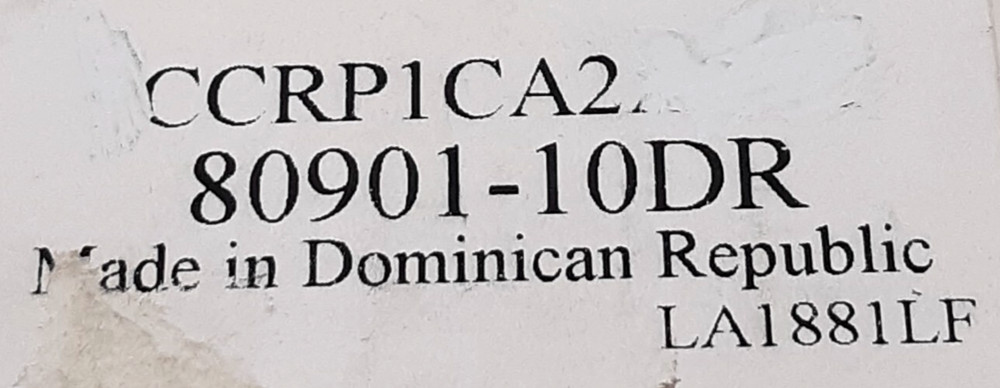 CCRP1CA2
80901-10DR
Made in Dominican Republic
LA1881LF